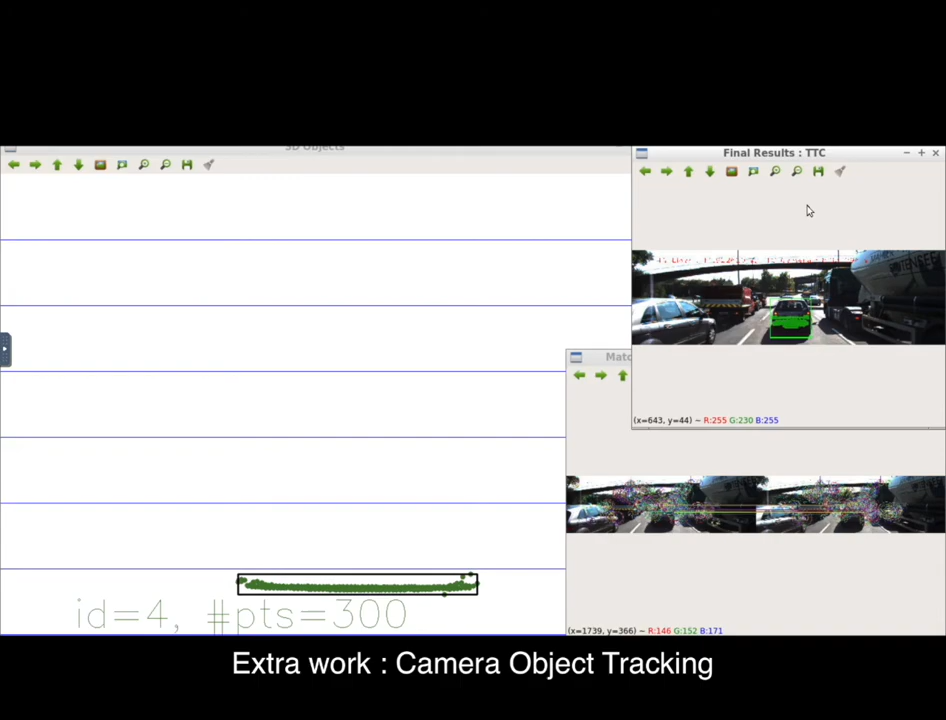 3D Objects
Final Results : TTC
(x=643, y=44) ~ R:255 G:230 B:255
(x=1739, y=366) ~ R:146 G:152 B:171
id=4, #pts=300
Extra work : Camera Object Tracking